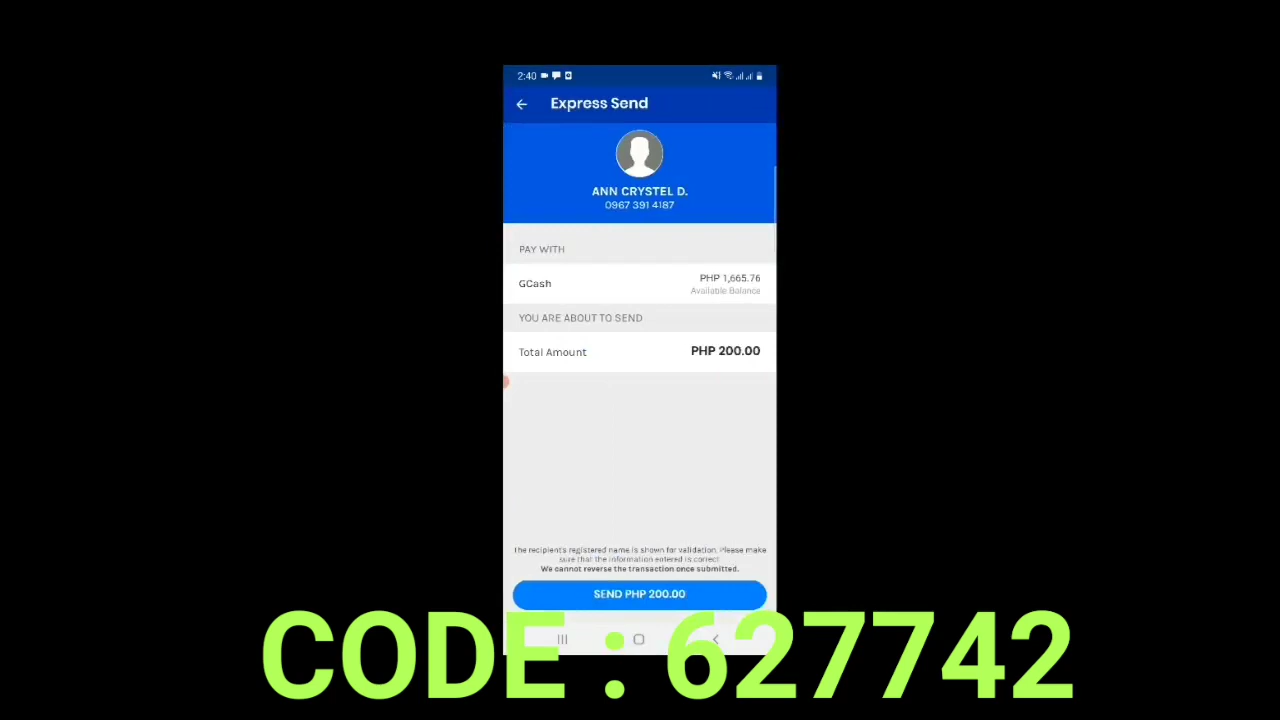 2:40
Express Send
ANN CRYSTEL D.
0967 391 4187
PAY WITH
GCash
PHP 1,665.76
Available Balance
YOU ARE ABOUT TO SEND
Total Amount
PHP 200.00
The recipient's registered name is shown for validation. Please make
sure that the information entered is correct.
We cannot reverse the transaction once submitted.
SEND PHP 200.00
CODE : 627742